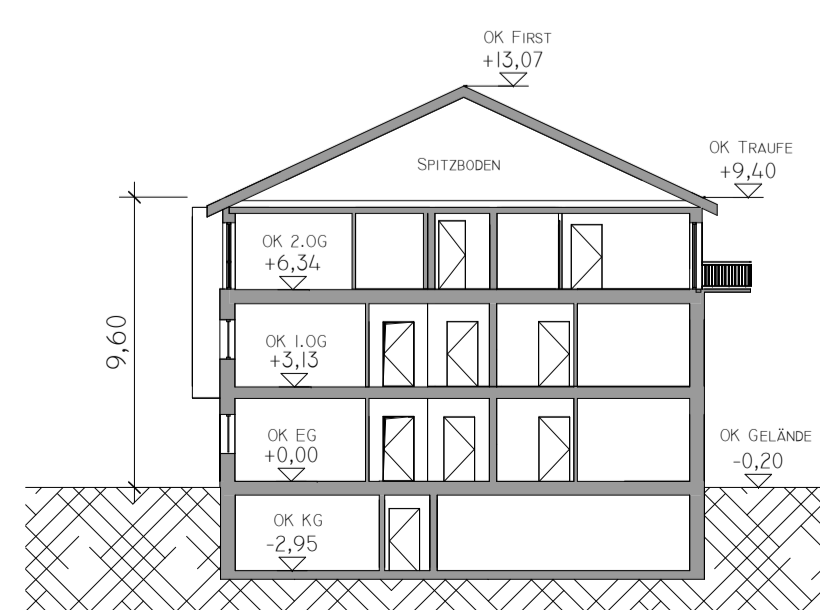 OK FIRST
+13,07
OK TRAUFE
+9,40
SPITZBODEN
OK 2.OG
+6,34
9,60
OK 1.OG
+3,13
OK EG
+0,00
OK GELÄNDE
-0,20
OK KG
-2,95